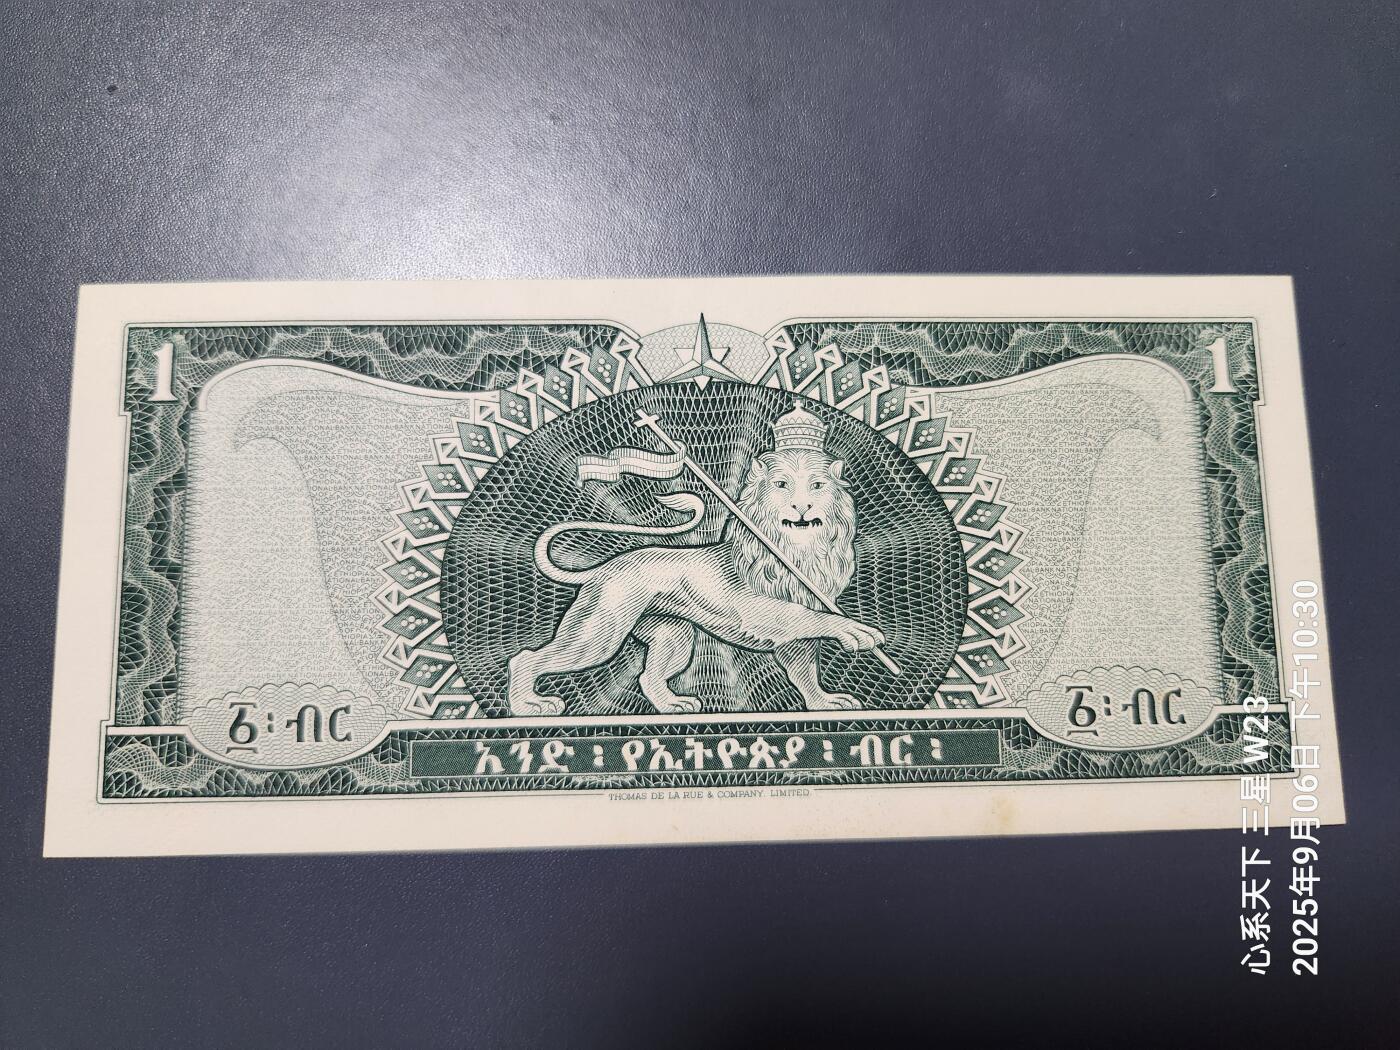 1
1
፩፡ብር
፩፡ብር
አንድ ፡ የኢትዮጵያ ፡ ብር ፡
THOMAS DE LA RUE & COMPANY, LIMITED
心系天下 三星 W23
2025年9月06日 下午10:30